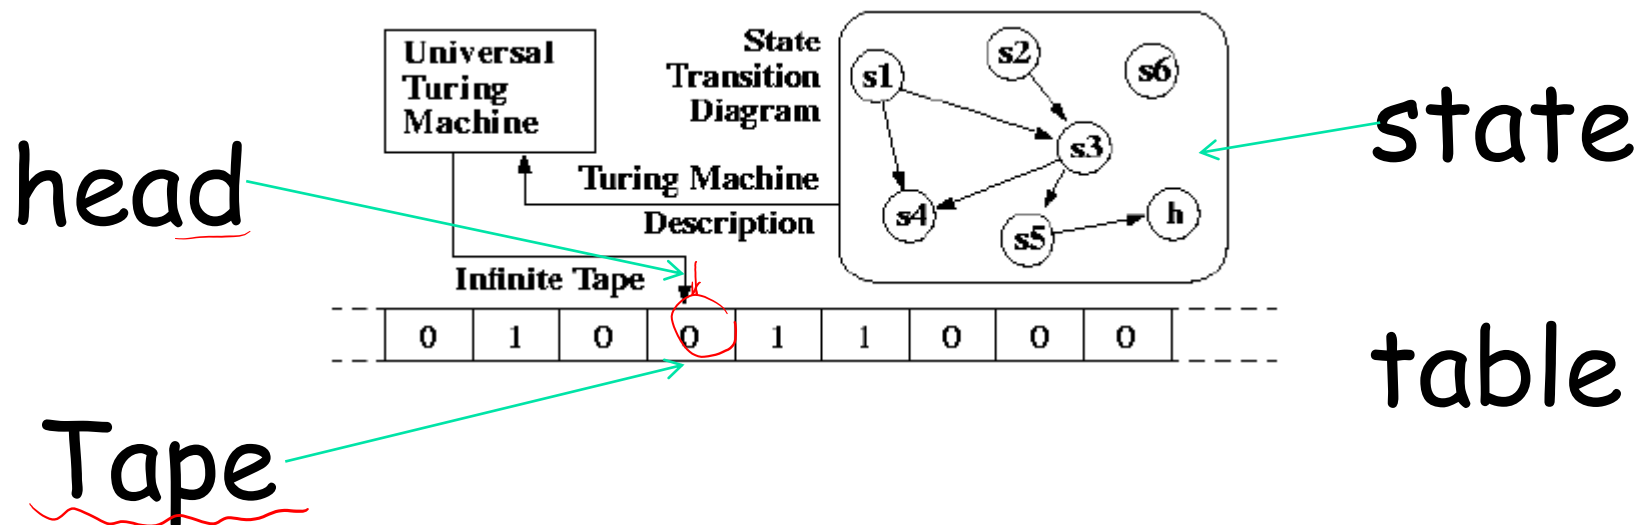 Universal
Turing
Machine
State
Transition
Diagram
s1
s2
s6
s3
s4
s5
h
state
head
Turing Machine
Description
Infinite Tape
0 1 0 0 1 1 0 0 0
table
Tape